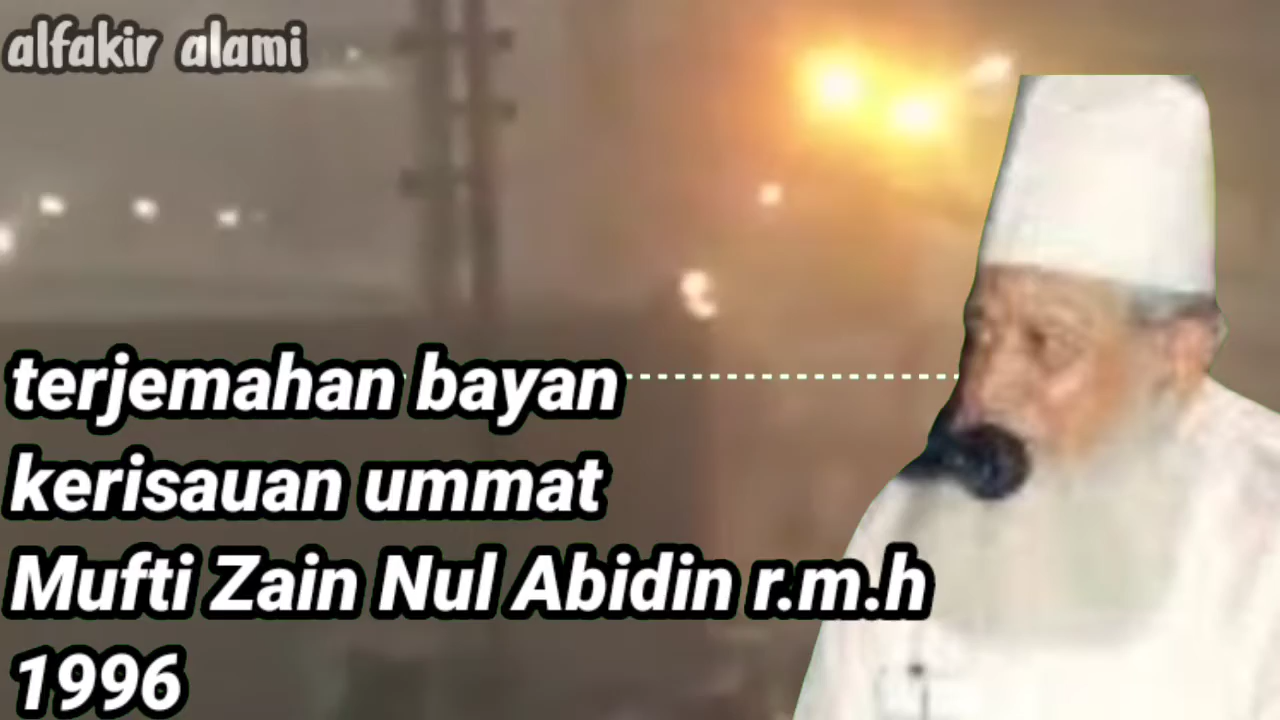 alfakir alami
terjemahan bayan
kerisauan ummat
Mufti Zain Nul Abidin r.m.h
1996